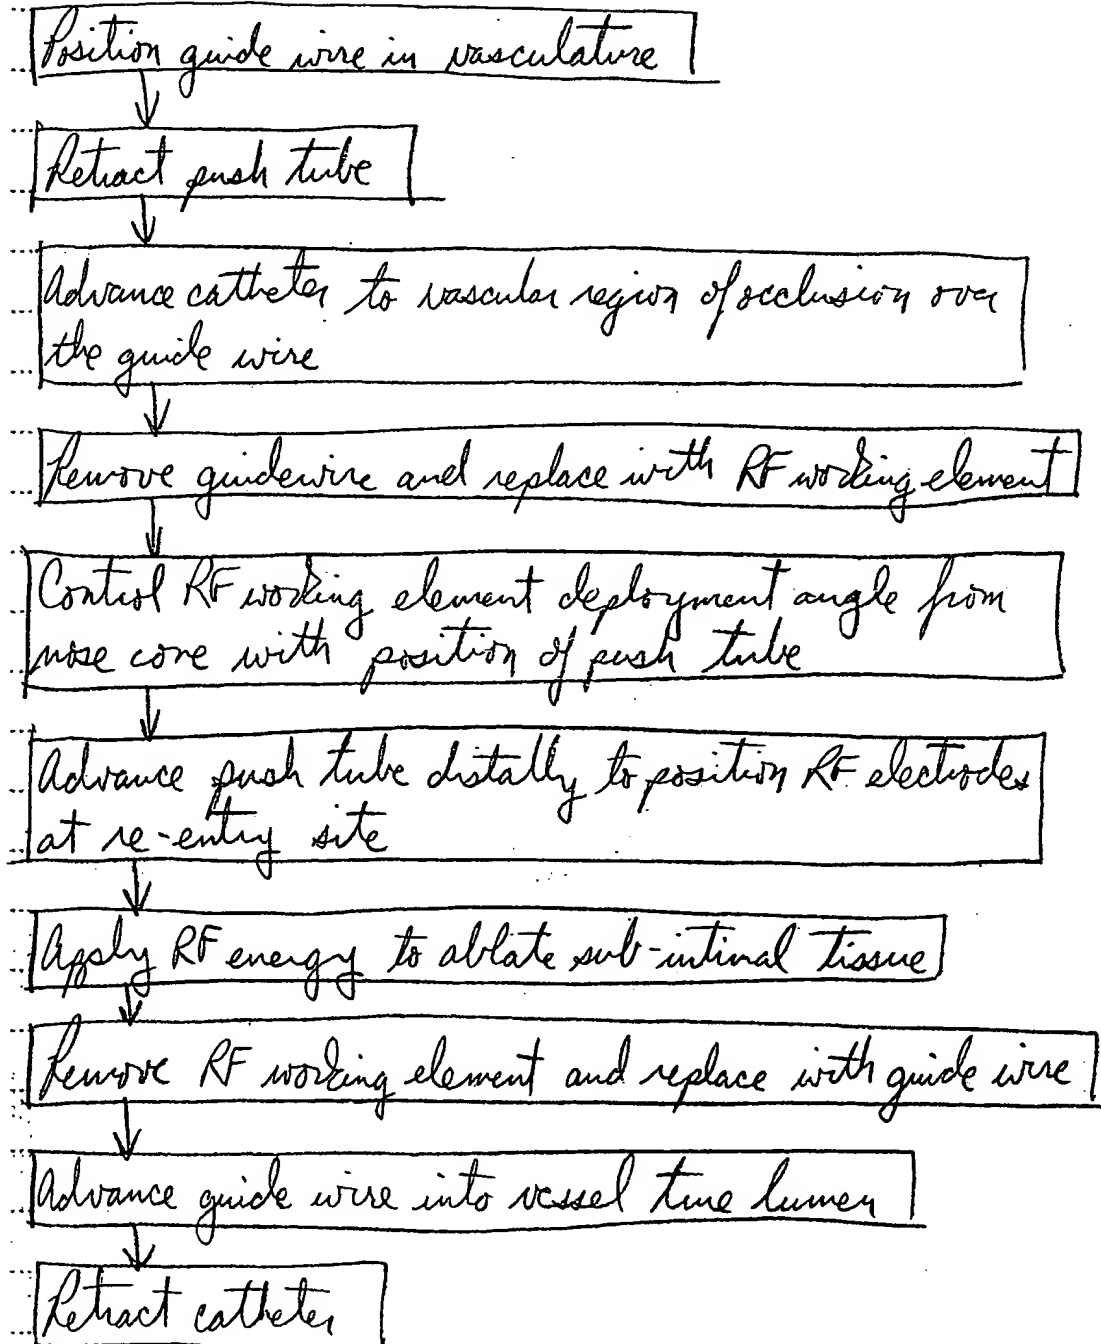 Position guide wire in vasculature
Retract push tube
Advance catheter to vascular region of occlusion over
the guide wire
Remove guidewire and replace with RF working element
Control RF working element deployment angle from
nose cone with position of push tube
Advance push tube distally to position RF electrodes
at re-entry site
Apply RF energy to ablate sub-intimal tissue
Remove RF working element and replace with guide wire
Advance guide wire into vessel true lumen
Retract catheter